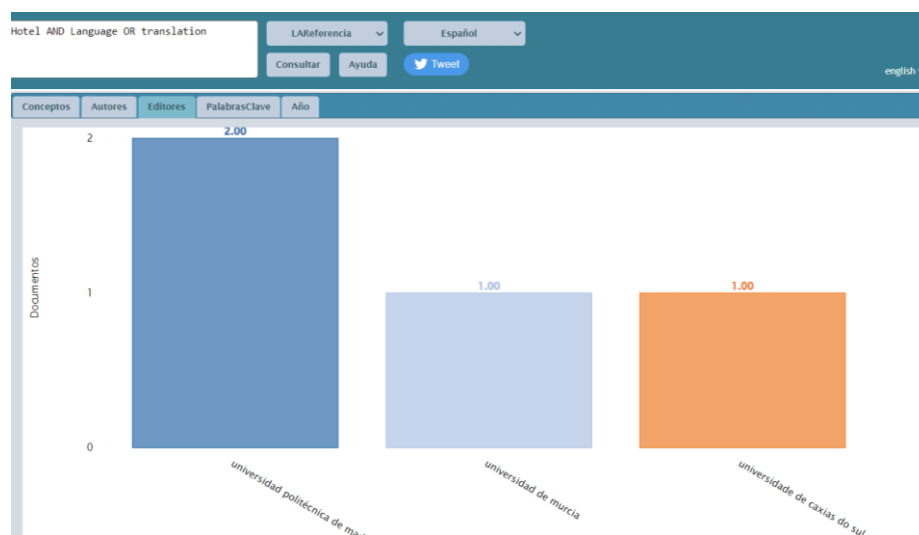 Hotel AND Language OR translation
LAReferencia
Español
Consultar
Ayuda
Tweet
english
Conceptos
Autores
Editores
PalabrasClave
Año
2.00
2
1.00
1.00
1
0
Documentos
universidad politécnica de
universidad de murcia
universidade de caxias do sul